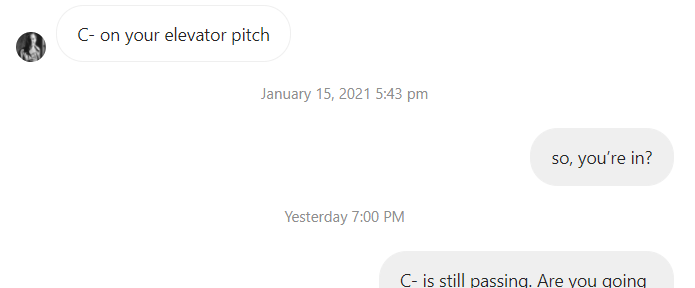 C- on your elevator pitch
January 15, 2021 5:43 pm
so, you’re in?
Yesterday 7:00 PM
C- is still passing. Are you going